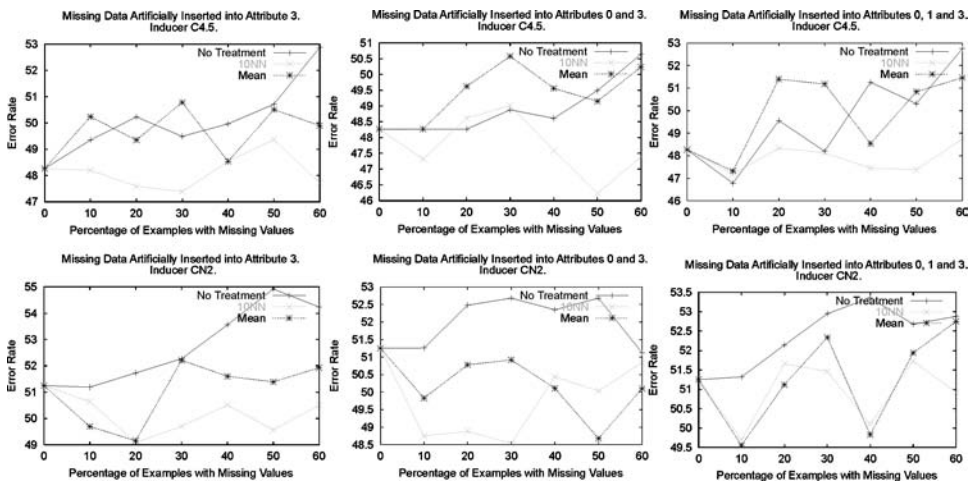 Missing Data Artificially Inserted into Attribute 3.
Inducer C4.5.
53
52
51
50
49
48
47
Error Rate
No Treatment
10NN
Mean
0 10 20 30 40 50 60
Percentage of Examples with Missing Values
Missing Data Artificially Inserted into Attributes 0 and 3.
Inducer C4.5.
51
50.5
50
49.5
49
48.5
48
47.5
47
46.5
46
Error Rate
No Treatment
10NN
Mean
0 10 20 30 40 50 60
Percentage of Examples with Missing Values
Missing Data Artificially Inserted into Attributes 0, 1 and 3.
Inducer C4.5.
53
52
51
50
49
48
47
46
Error Rate
No Treatment
10NN
Mean
0 10 20 30 40 50 60
Percentage of Examples with Missing Values
Missing Data Artificially Inserted into Attribute 3.
Inducer CN2.
55
54
53
52
51
50
49
Error Rate
No Treatment
10NN
Mean
0 10 20 30 40 50 60
Percentage of Examples with Missing Values
Missing Data Artificially Inserted into Attributes 0 and 3.
Inducer CN2.
53
52.5
52
51.5
51
50.5
50
49.5
49
48.5
Error Rate
No Treatment
10NN
Mean
0 10 20 30 40 50 60
Percentage of Examples with Missing Values
Missing Data Artificially Inserted into Attributes 0, 1 and 3.
Inducer CN2.
53.5
53
52.5
52
51.5
51
50.5
50
49.5
Error Rate
No Treatment
10NN
Mean
0 10 20 30 40 50 60
Percentage of Examples with Missing Values